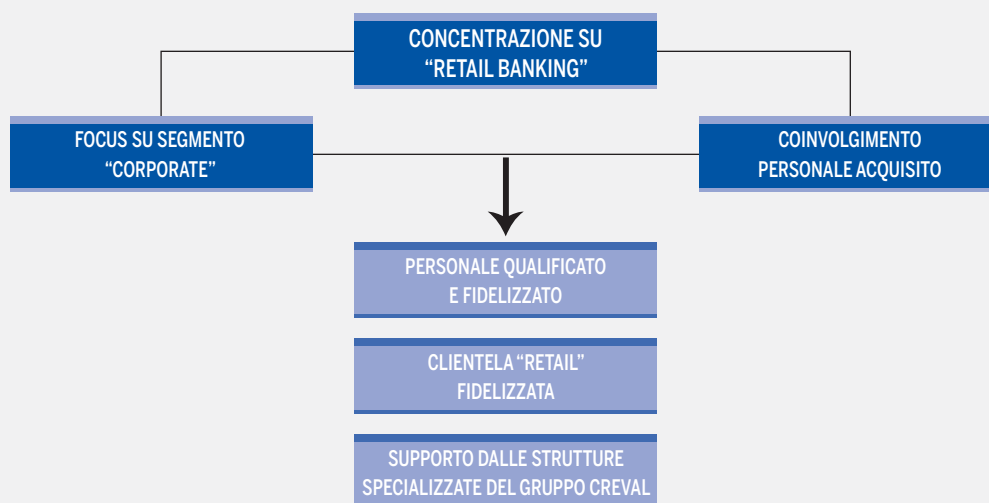 CONCENTRAZIONE SU
“RETAIL BANKING”
FOCUS SU SEGMENTO
“CORPORATE”
COINVOLGIMENTO
PERSONALE ACQUISITO
PERSONALE QUALIFICATO
E FIDELIZZATO
CLIENTELA “RETAIL”
FIDELIZZATA
SUPPORTO DALLE STRUTTURE
SPECIALIZZATE DEL GRUPPO CREVAL